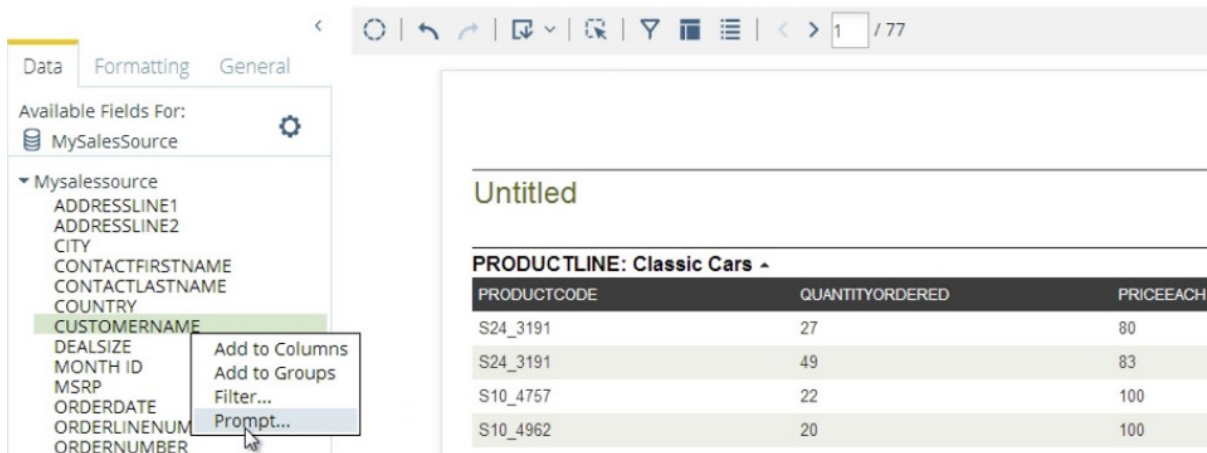 1 / 77
Data Formatting General
Available Fields For:
MySalesSource
Mysalessource
ADDRESSLINE1
ADDRESSLINE2
CITY
CONTACTFIRSTNAME
CONTACTLASTNAME
COUNTRY
CUSTOMERNAME
DEALSIZE
MONTH ID
MSRP
ORDERDATE
ORDERLINENUM
ORDERNUMBER
Add to Columns
Add to Groups
Filter...
Prompt...
Untitled
PRODUCTLINE: Classic Cars
PRODUCTCODE QUANTITYORDERED PRICEEACH
S24_3191 27 80
S24_3191 49 83
S10_4757 22 100
S10_4962 20 100